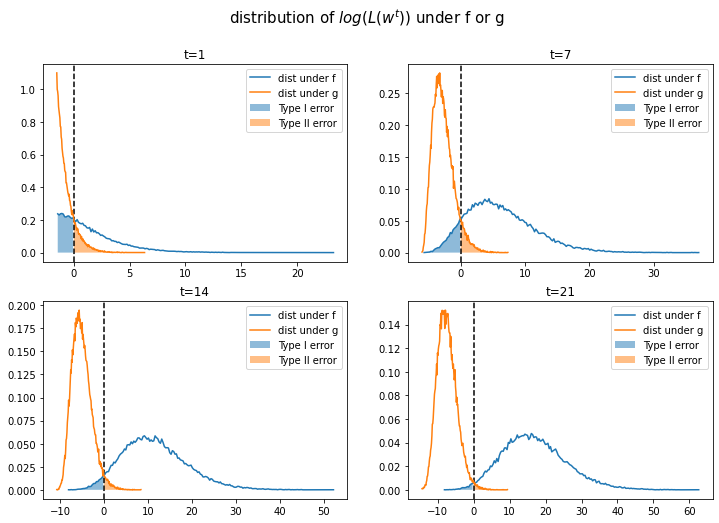 distribution of log(L(w^t)) under f or g
t=1
1.0
0.8
0.6
0.4
0.2
0.0
0
5
10
15
20
dist under f
dist under g
Type I error
Type II error
t=7
0.25
0.20
0.15
0.10
0.05
0.00
0
10
20
30
dist under f
dist under g
Type I error
Type II error
t=14
0.200
0.175
0.150
0.125
0.100
0.075
0.050
0.025
0.000
−10
0
10
20
30
40
50
dist under f
dist under g
Type I error
Type II error
t=21
0.14
0.12
0.10
0.08
0.06
0.04
0.02
0.00
−10
0
10
20
30
40
50
60
dist under f
dist under g
Type I error
Type II error